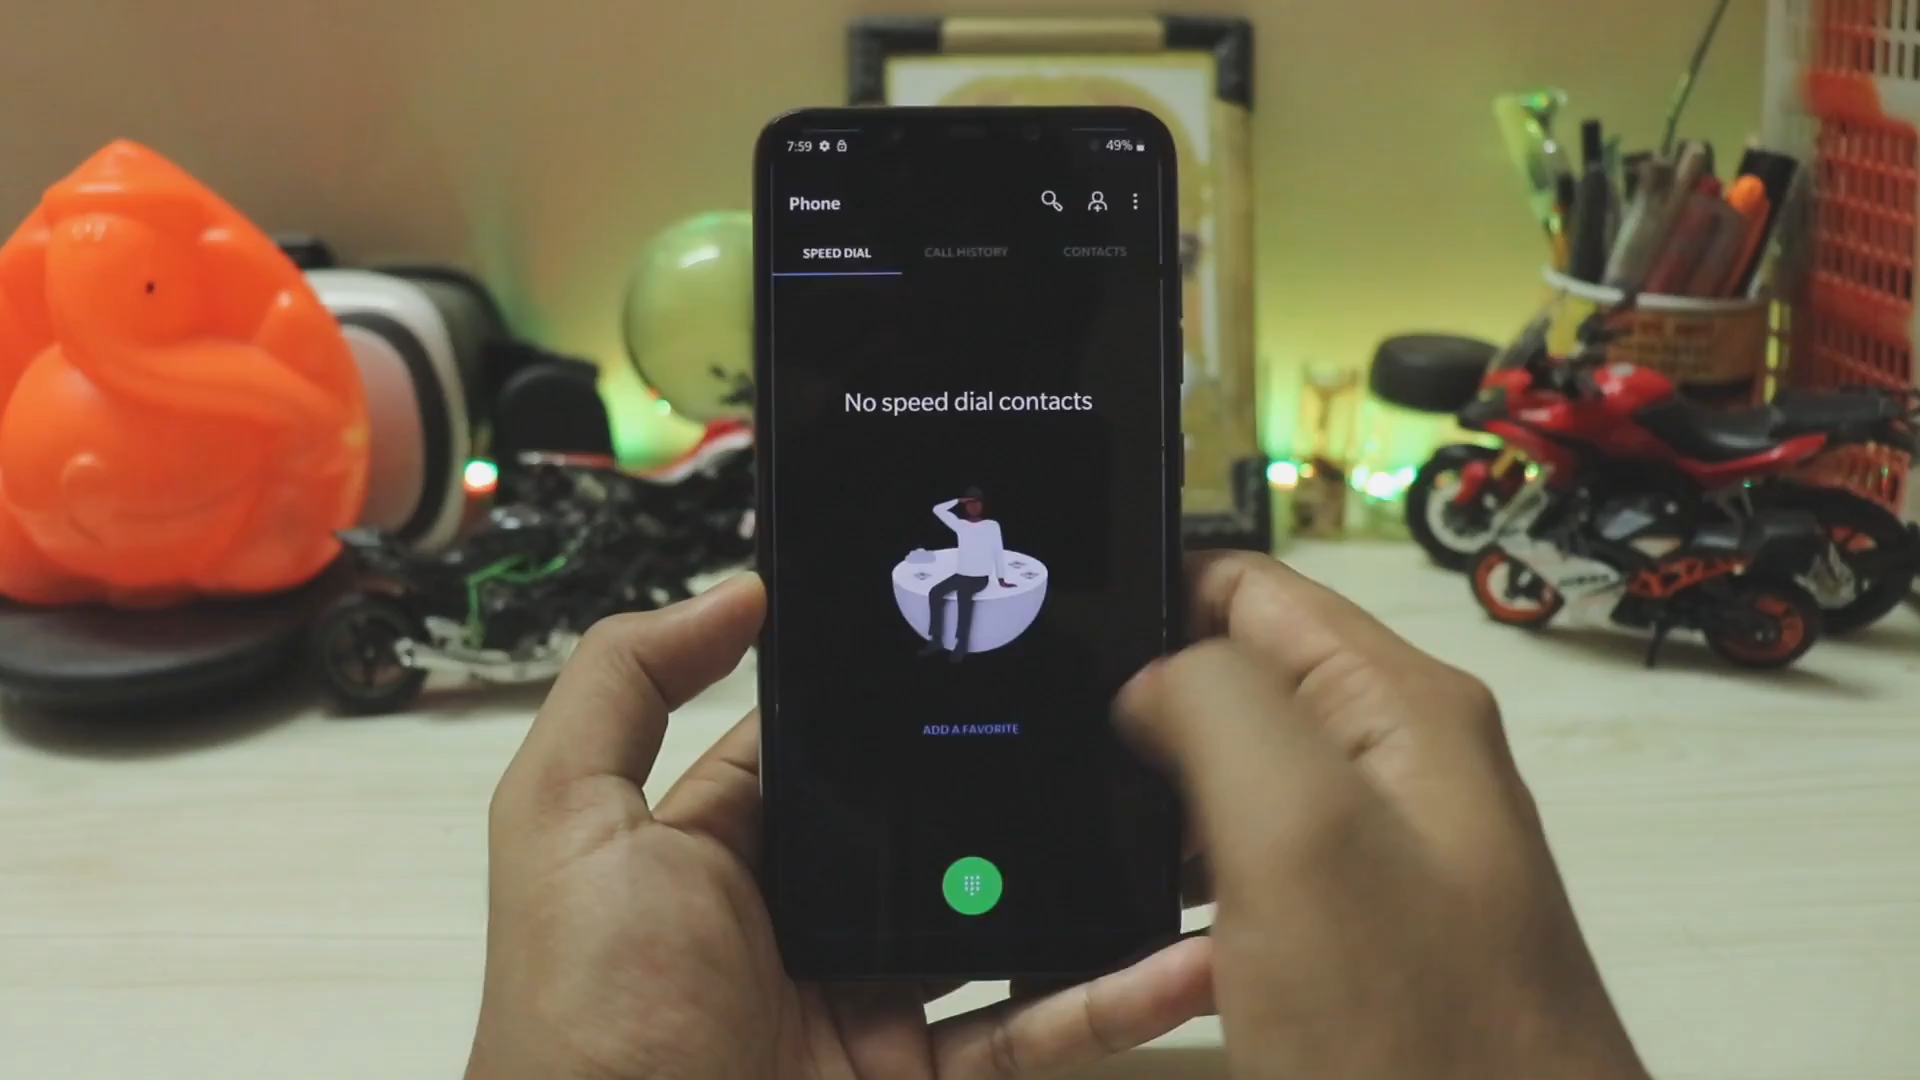 7:59 49%
Phone
SPEED DIAL CALL HISTORY CONTACTS
No speed dial contacts
ADD A FAVORITE